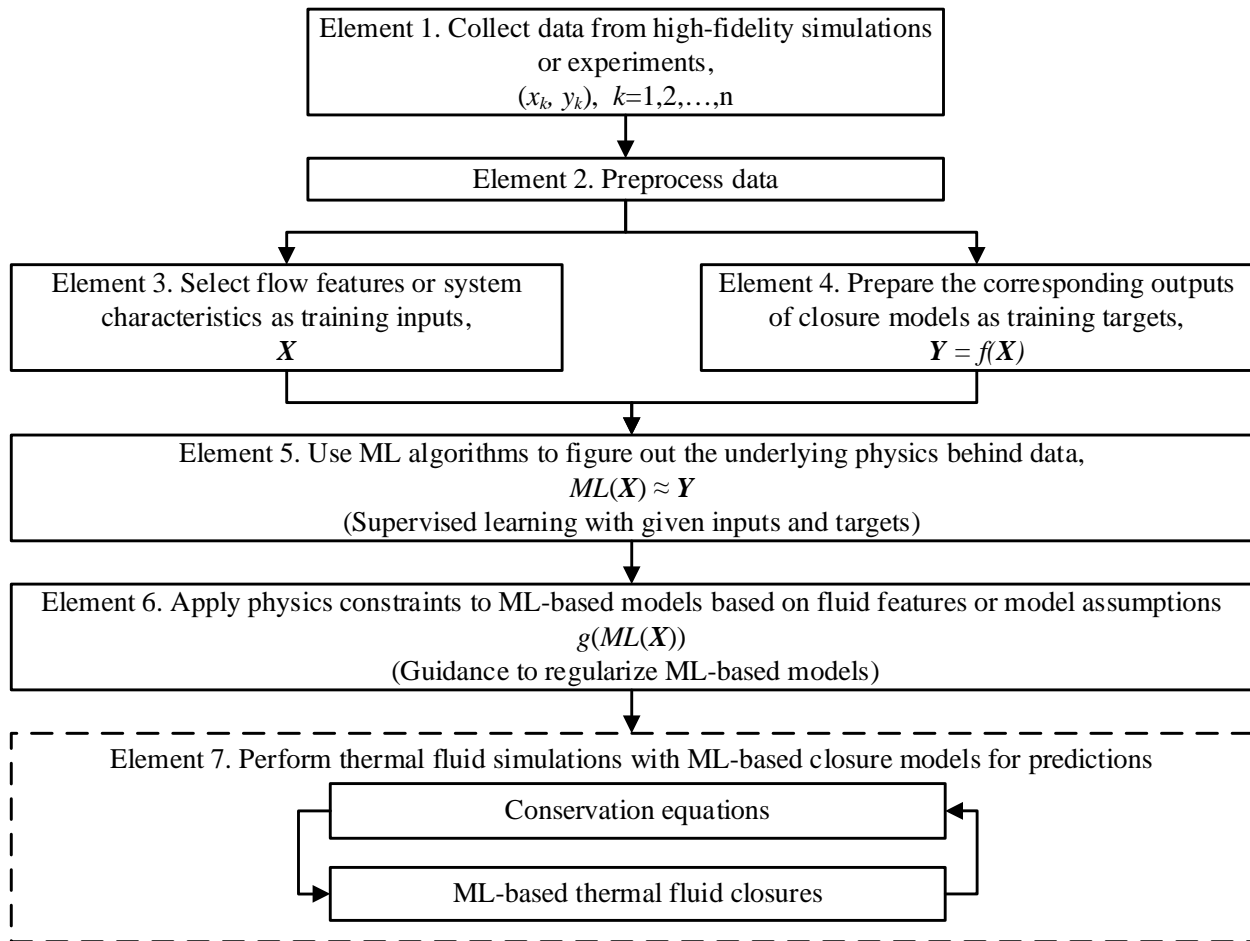 Element 1. Collect data from high-fidelity simulations
or experiments,
(xₖ, yₖ), k=1,2,…,n
Element 2. Preprocess data
Element 3. Select flow features or system
characteristics as training inputs,
X
Element 4. Prepare the corresponding outputs
of closure models as training targets,
Y = f(X)
Element 5. Use ML algorithms to figure out the underlying physics behind data,
ML(X) ≈ Y
(Supervised learning with given inputs and targets)
Element 6. Apply physics constraints to ML-based models based on fluid features or model assumptions
g(ML(X))
(Guidance to regularize ML-based models)
Element 7. Perform thermal fluid simulations with ML-based closure models for predictions
Conservation equations
ML-based thermal fluid closures